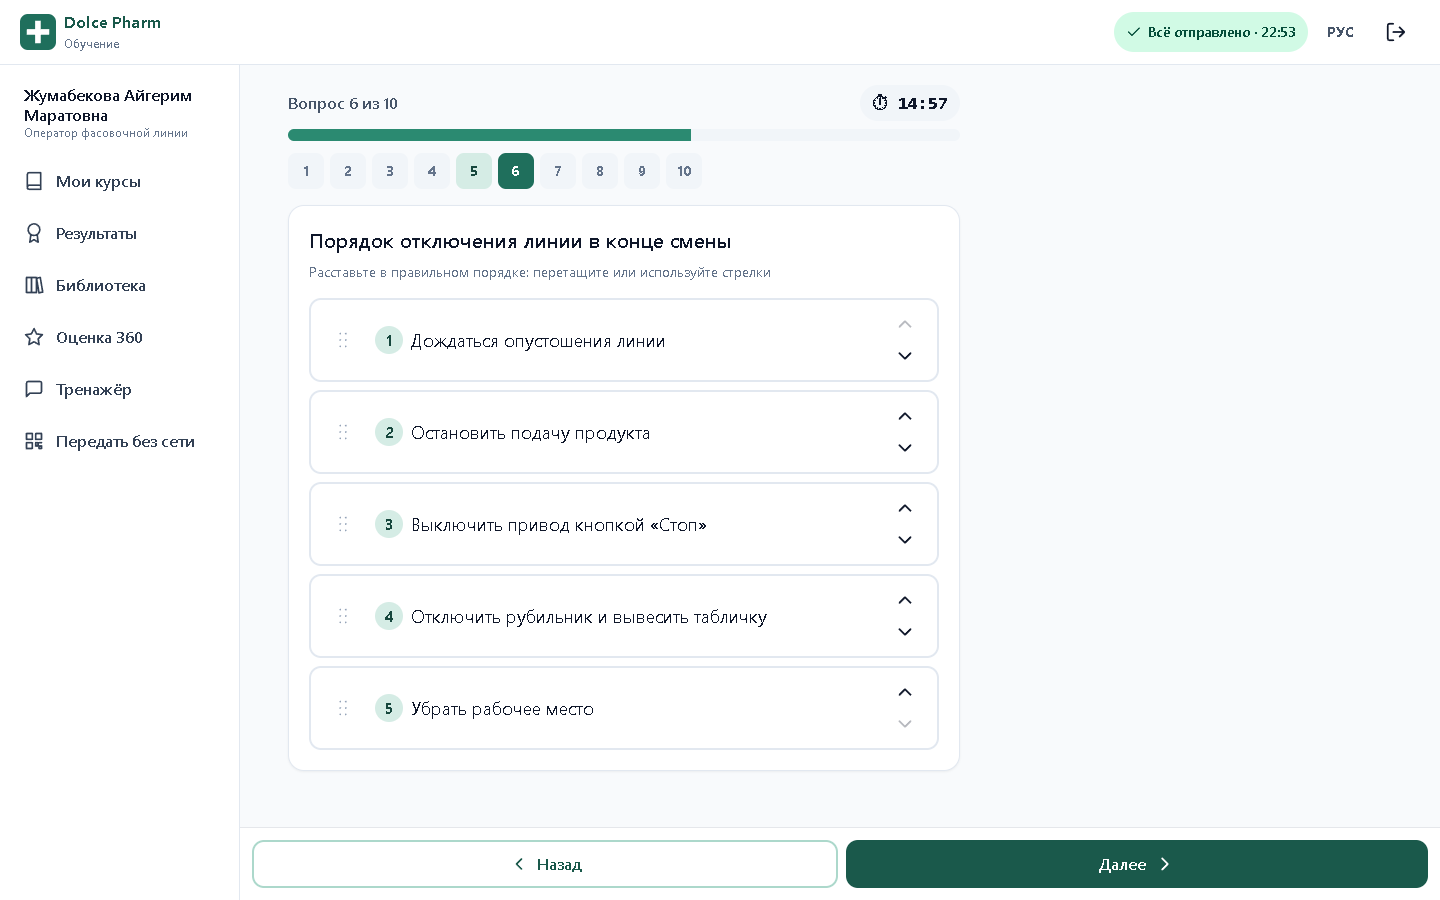 Dolce Pharm
Обучение
Всё отправлено · 22:53
РУС
Жумабекова Айгерим
Маратовна
Оператор фасовочной линии
Мои курсы
Результаты
Библиотека
Оценка 360
Тренажёр
Передать без сети
Вопрос 6 из 10
14:57
1 2 3 4 5 6 7 8 9 10
Порядок отключения линии в конце смены
Расставьте в правильном порядке: перетащите или используйте стрелки
1 Дождаться опустошения линии
2 Остановить подачу продукта
3 Выключить привод кнопкой «Стоп»
4 Отключить рубильник и вывесить табличку
5 Убрать рабочее место
Назад
Далее